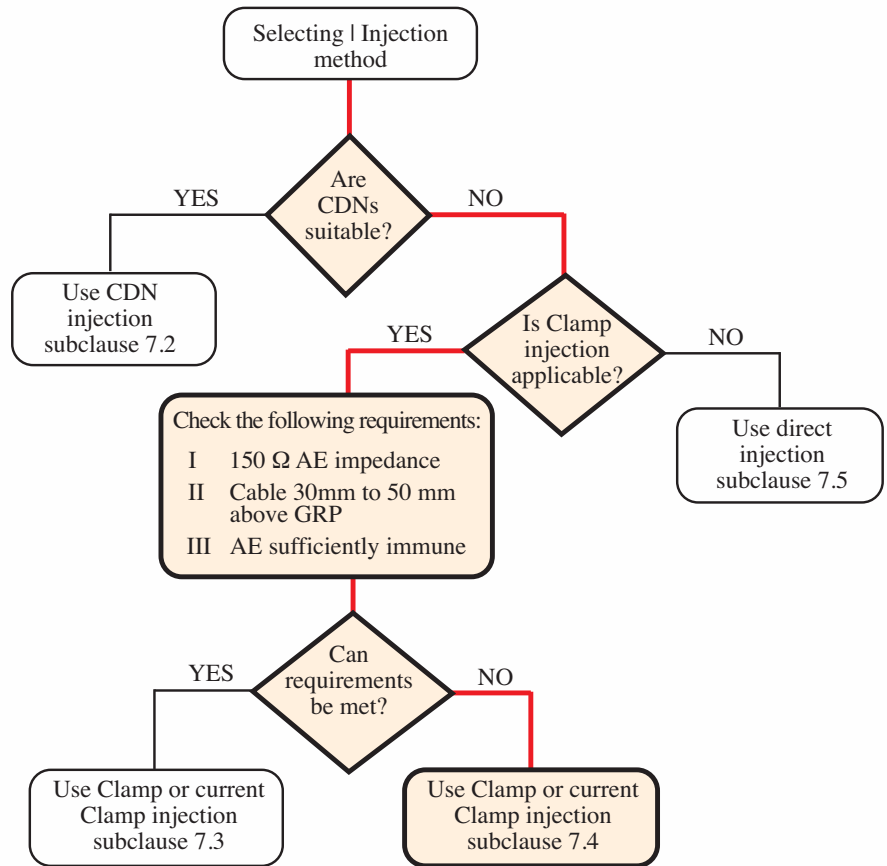 Selecting | Injection
method
Are
CDNs
suitable?
YES
NO
Use CDN
injection
subclause 7.2
Is Clamp
injection
applicable?
YES
NO
Check the following requirements:
I 150 Ω AE impedance
II Cable 30mm to 50 mm
above GRP
III AE sufficiently immune
Use direct
injection
subclause 7.5
Can
requirements
be met?
YES
NO
Use Clamp or current
Clamp injection
subclause 7.3
Use Clamp or current
Clamp injection
subclause 7.4